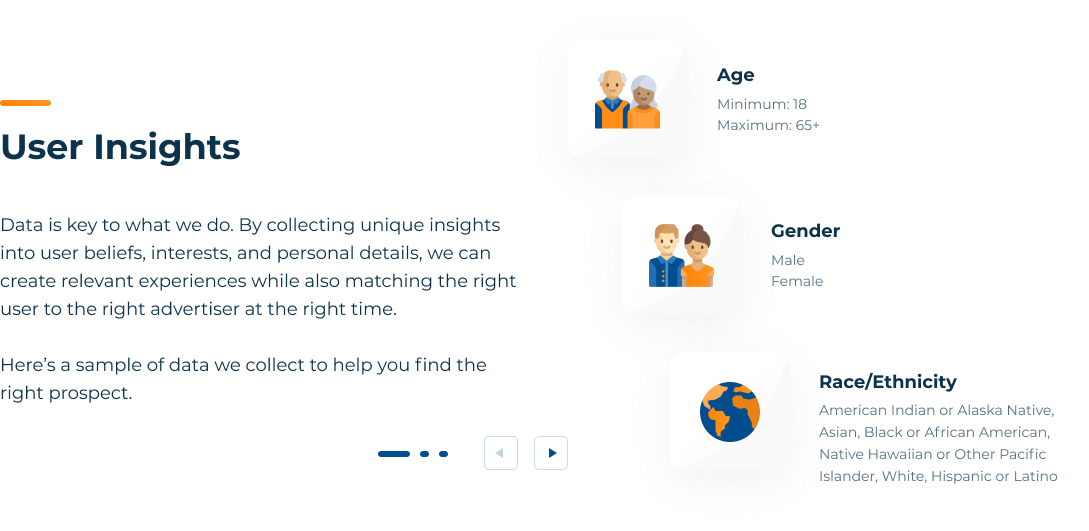 User Insights
Data is key to what we do. By collecting unique insights
into user beliefs, interests, and personal details, we can
create relevant experiences while also matching the right
user to the right advertiser at the right time.
Here’s a sample of data we collect to help you find the
right prospect.
Age
Minimum: 18
Maximum: 65+
Gender
Male
Female
Race/Ethnicity
American Indian or Alaska Native,
Asian, Black or African American,
Native Hawaiian or Other Pacific
Islander, White, Hispanic or Latino